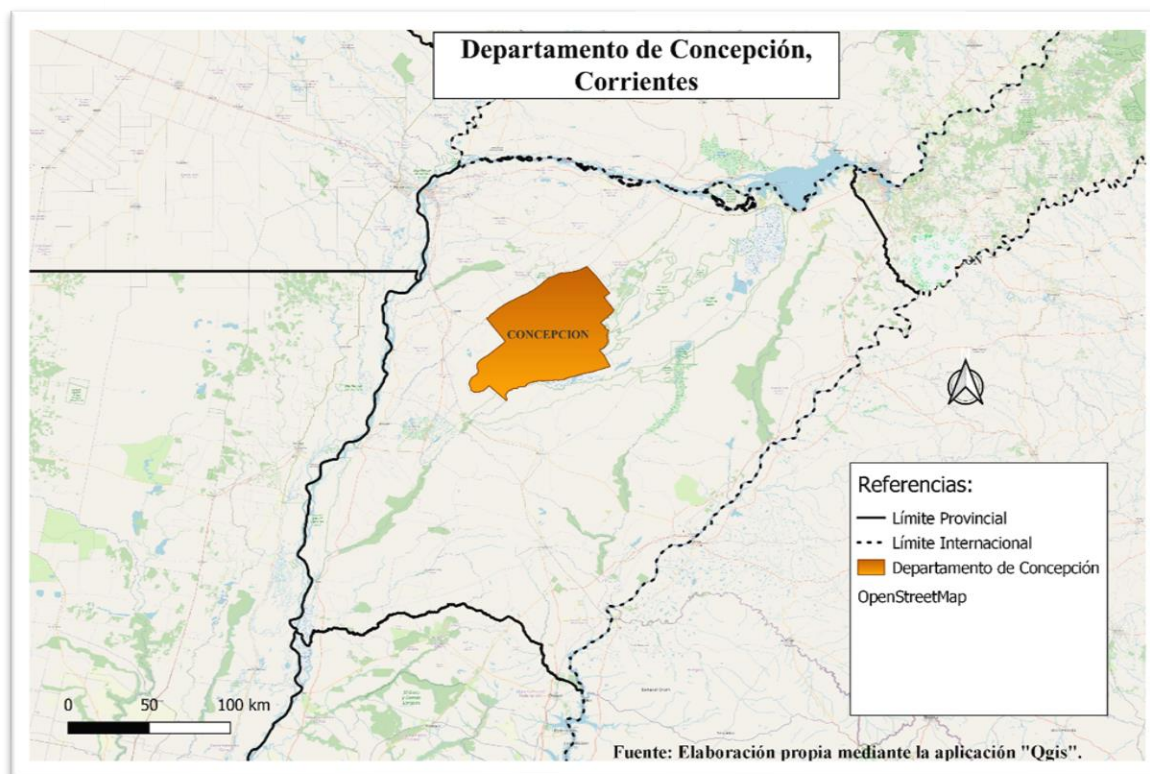 Departamento de Concepción,
Corrientes
CONCEPCION
Referencias:
Límite Provincial
Límite Internacional
Departamento de Concepción
OpenStreetMap
0 50 100 km
Fuente: Elaboración propia mediante la aplicación "Qgis".